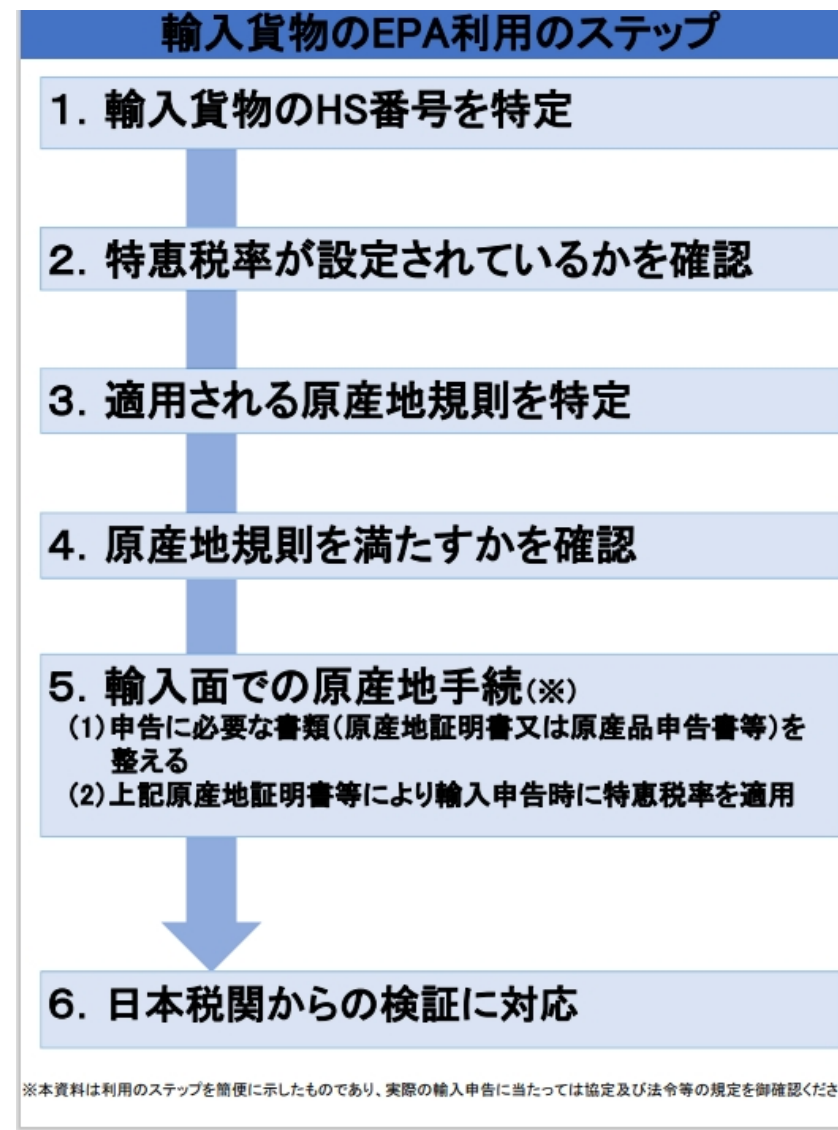 輸入貨物のEPA利用のステップ
1. 輸入貨物のHS番号を特定
2. 特恵税率が設定されているかを確認
3. 適用される原産地規則を特定
4. 原産地規則を満たすかを確認
5. 輸入面での原産地手続(※)
(1)申告に必要な書類(原産地証明書又は原産品申告書等)を
整える
(2)上記原産地証明書等により輸入申告時に特恵税率を適用
6. 日本税関からの検証に対応
※本資料は利用のステップを簡便に示したものであり、実際の輸入申告に当たっては協定及び法令等の規定を御確認くださ